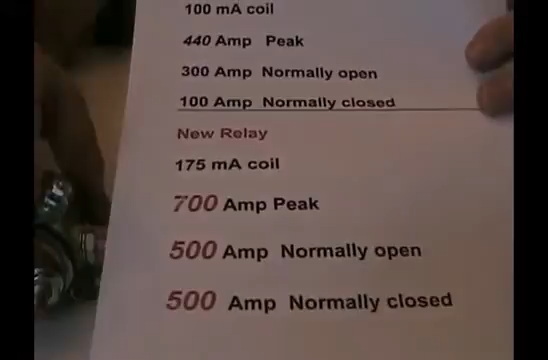 100 mA coil
440 Amp Peak
300 Amp Normally open
100 Amp Normally closed
New Relay
175 mA coil
700 Amp Peak
500 Amp Normally open
500 Amp Normally closed